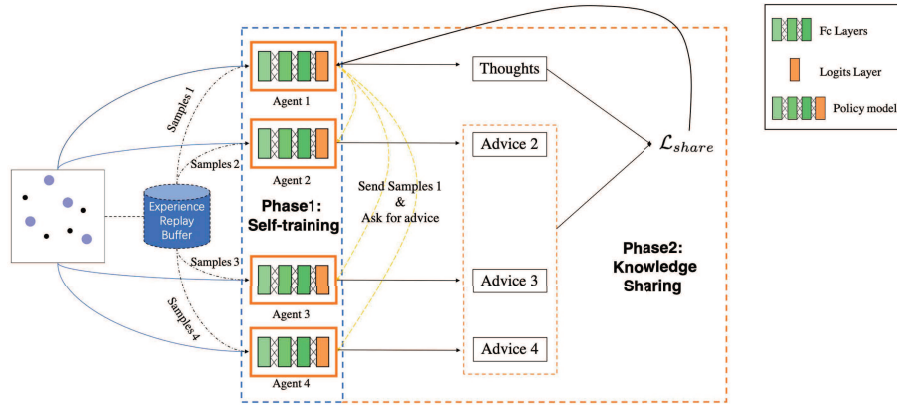 Samples 1
Samples 2
Samples 3
Samples 4
Experience
Replay
Buffer
Agent 1
Agent 2
Phase1:
Self-training
Agent 3
Agent 4
Send Samples 1
&
Ask for advice
Thoughts
Advice 2
Advice 3
Advice 4
ℒshare
Phase2:
Knowledge
Sharing
Fc Layers
Logits Layer
Policy model